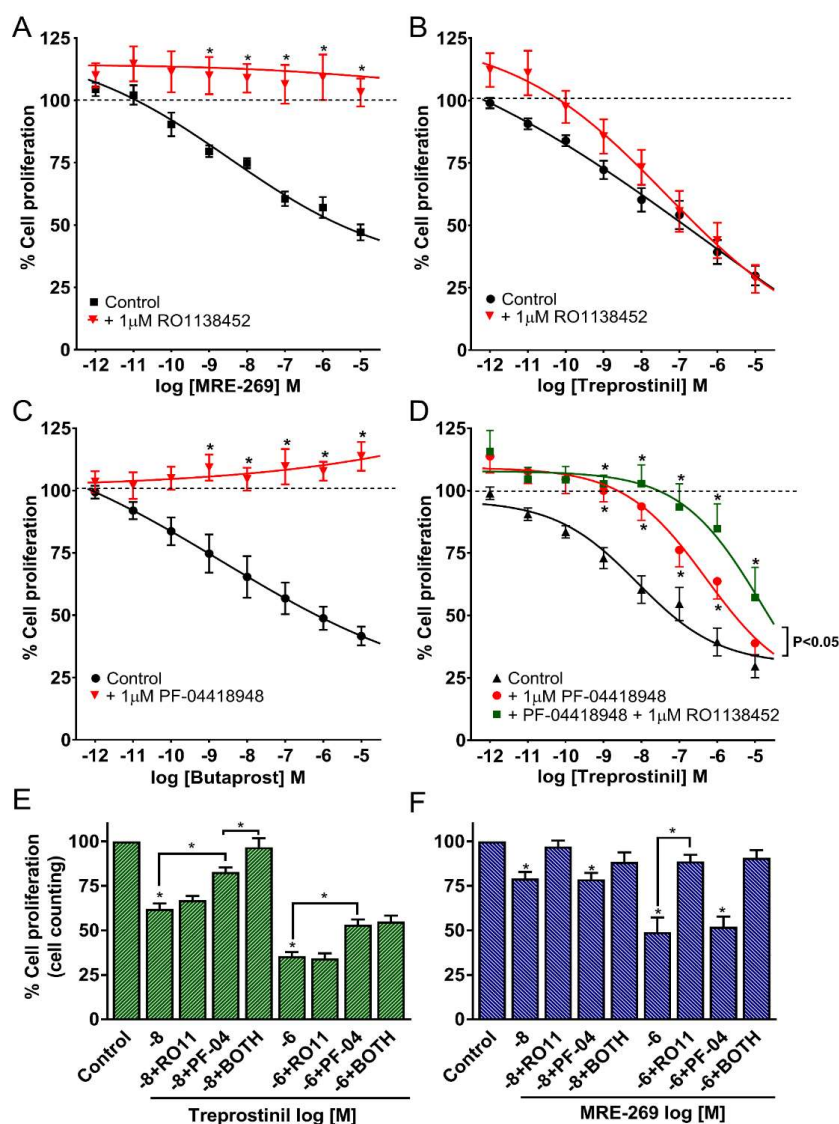 A
% Cell proliferation
125
100
75
50
25
0
* * * * *
Control
+ 1μM RO1138452
-12 -11 -10 -9 -8 -7 -6 -5
log [MRE-269] M
B
% Cell proliferation
125
100
75
50
25
0
Control
+ 1μM RO1138452
-12 -11 -10 -9 -8 -7 -6 -5
log [Treprostinil] M
C
% Cell proliferation
125
100
75
50
25
0
* * * * *
Control
+ 1μM PF-04418948
-12 -11 -10 -9 -8 -7 -6 -5
log [Butaprost] M
D
% Cell proliferation
125
100
75
50
25
0
* * * * *
* * * *
P<0.05
Control
+ 1μM PF-04418948
+ PF-04418948 + 1μM RO1138452
-12 -11 -10 -9 -8 -7 -6 -5
log [Treprostinil] M
E
% Cell proliferation
(cell counting)
100
75
50
25
0
* * * * *
Control
-8
-8+RO11
-8+PF-04
-8+BOTH
-6
-6+RO11
-6+PF-04
-6+BOTH
Treprostinil log [M]
F
100
75
50
25
0
* * * * *
Control
-8
-8+RO11
-8+PF-04
-8+BOTH
-6
-6+RO11
-6+PF-04
-6+BOTH
MRE-269 log [M]